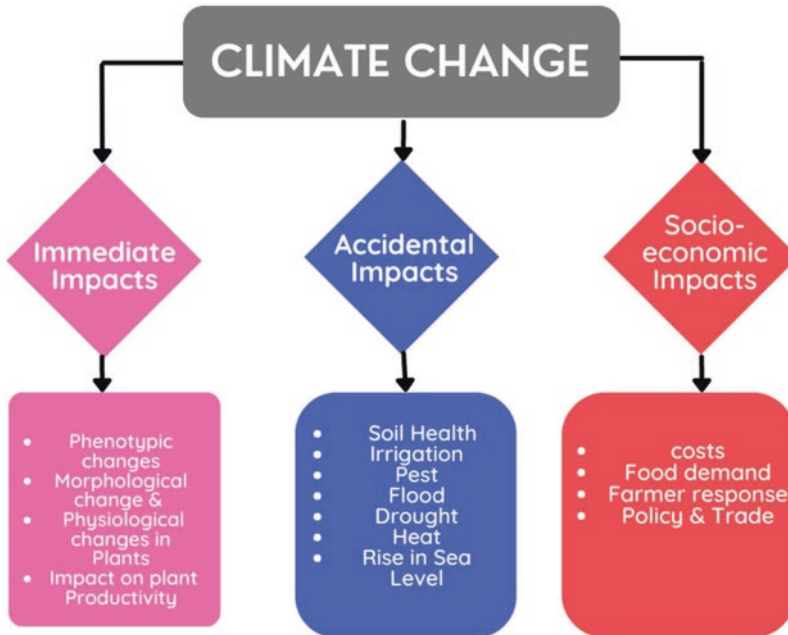 CLIMATE CHANGE
Immediate
Impacts
Accidental
Impacts
Socio-
economic
Impacts
• Phenotypic
changes
• Morphological
change &
• Physiological
changes in
Plants
• Impact on plant
Productivity
• Soil Health
• Irrigation
• Pest
• Flood
• Drought
• Heat
• Rise in Sea
Level
• costs
• Food demand
• Farmer response
• Policy & Trade